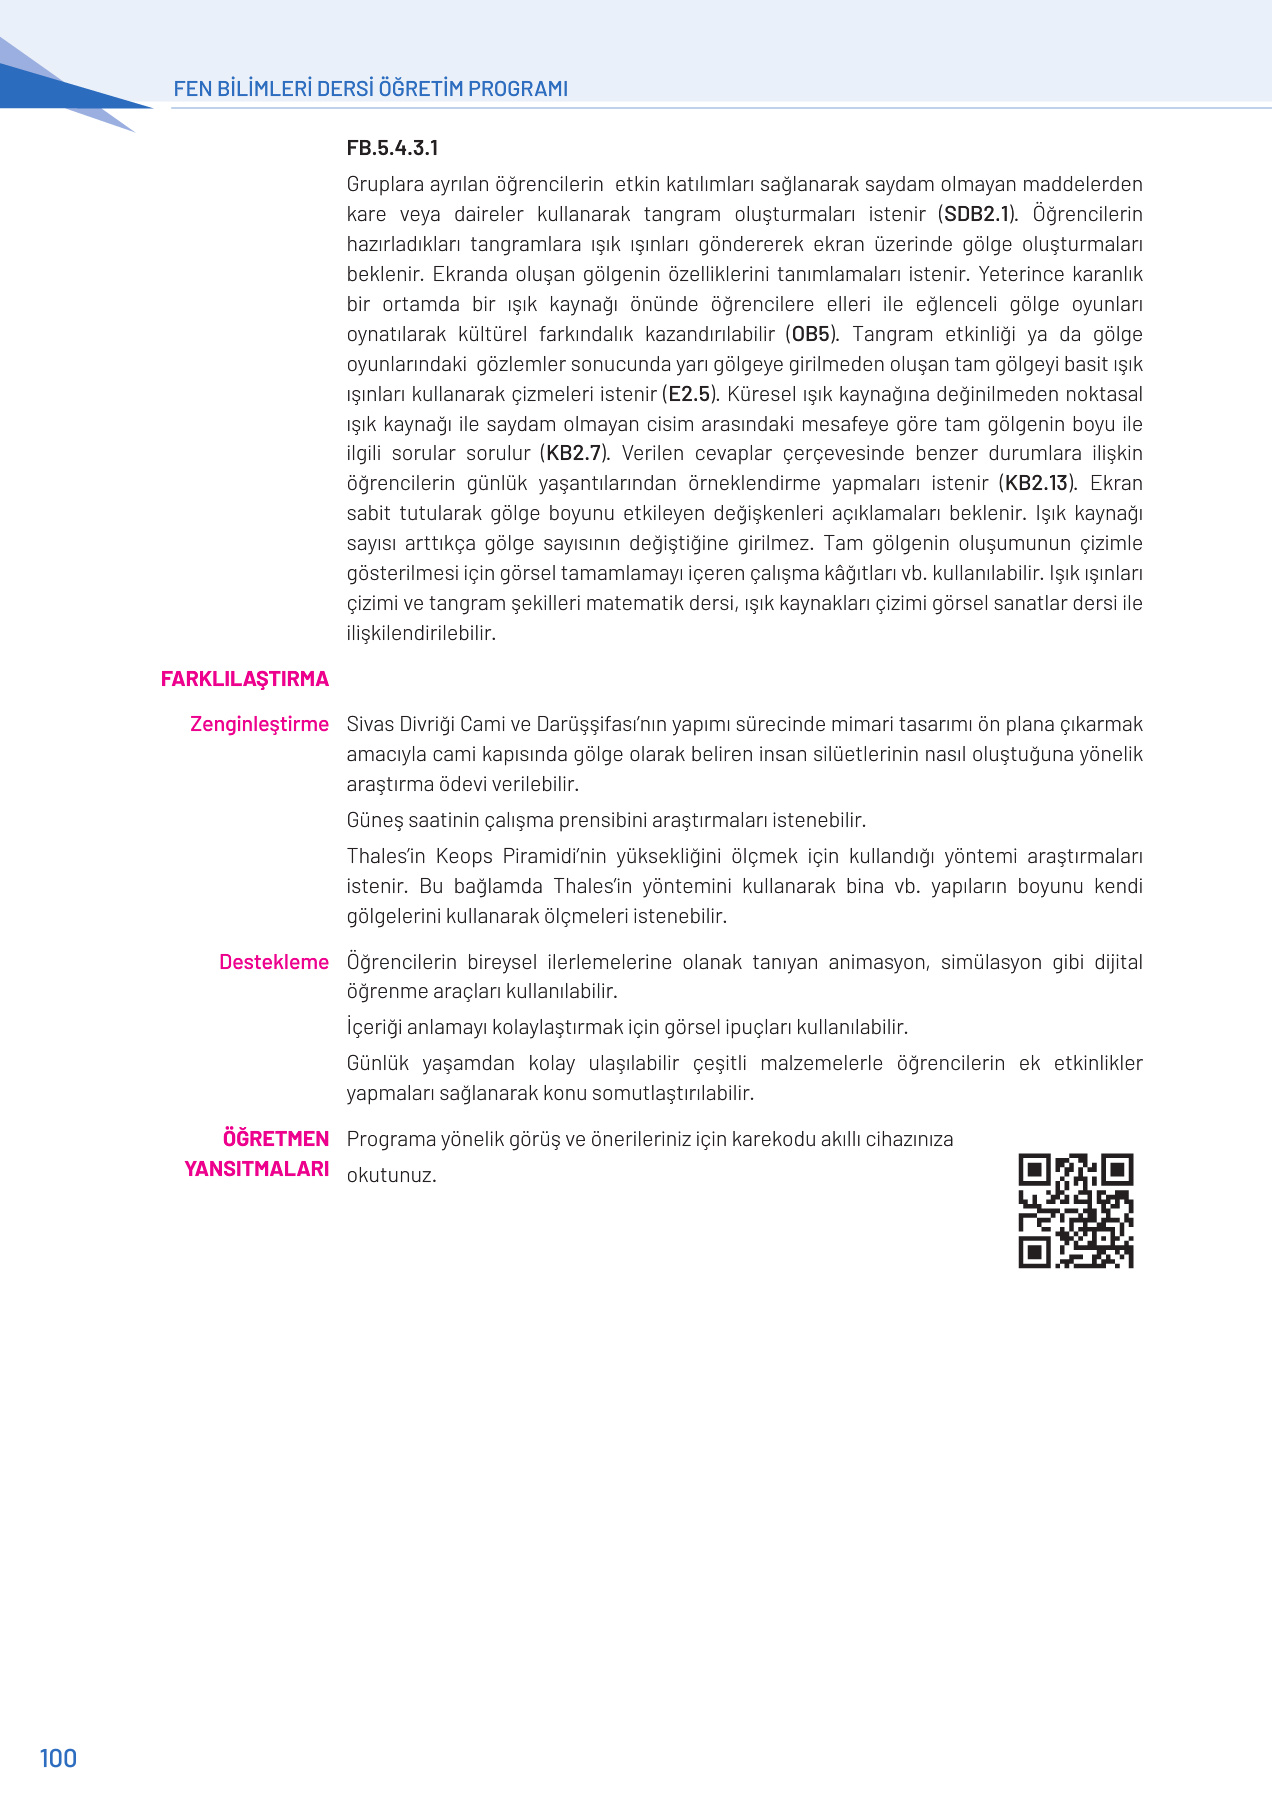 FEN BİLİMLERİ DERSİ ÖĞRETİM PROGRAMI
FB.5.4.3.1
Gruplara ayrılan öğrencilerin etkin katılımları sağlanarak saydam olmayan maddelerden
kare veya daireler kullanarak tangram oluşturmaları istenir (SDB2.1). Öğrencilerin
hazırladıkları tangramlara ışık ışınları göndererek ekran üzerinde gölge oluşturmaları
beklenir. Ekranda oluşan gölgenin özelliklerini tanımlamaları istenir. Yeterince karanlık
bir ortamda bir ışık kaynağı önünde öğrencilere elleri ile eğlenceli gölge oyunları
oynatılarak kültürel farkındalık kazandırılabilir (OB5). Tangram etkinliği ya da gölge
oyunlarındaki gözlemler sonucunda yarı gölgeye girilmeden oluşan tam gölgeyi basit ışık
ışınları kullanarak çizmeleri istenir (E2.5). Küresel ışık kaynağına değinilmeden noktasal
ışık kaynağı ile saydam olmayan cisim arasındaki mesafeye göre tam gölgenin boyu ile
ilgili sorular sorulur (KB2.7). Verilen cevaplar çerçevesinde benzer durumlara ilişkin
öğrencilerin günlük yaşantılarından örneklendirme yapmaları istenir (KB2.13). Ekran
sabit tutularak gölge boyunu etkileyen değişkenleri açıklamaları beklenir. Işık kaynağı
sayısı arttıkça gölge sayısının değiştiğine girilmez. Tam gölgenin oluşumunun çizimle
gösterilmesi için görsel tamamlamayı içeren çalışma kâğıtları vb. kullanılabilir. Işık ışınları
çizimi ve tangram şekilleri matematik dersi, ışık kaynakları çizimi görsel sanatlar dersi ile
ilişkilendirilebilir.
FARKLILAŞTIRMA
Zenginleştirme Sivas Divriği Cami ve Darüşşifası’nın yapımı sürecinde mimari tasarımı ön plana çıkarmak
amacıyla cami kapısında gölge olarak beliren insan silüetlerinin nasıl oluştuğuna yönelik
araştırma ödevi verilebilir.
Güneş saatinin çalışma prensibini araştırmaları istenebilir.
Thales’in Keops Piramidi’nin yüksekliğini ölçmek için kullandığı yöntemi araştırmaları
istenir. Bu bağlamda Thales’in yöntemini kullanarak bina vb. yapıların boyunu kendi
gölgelerini kullanarak ölçmeleri istenebilir.
Destekleme Öğrencilerin bireysel ilerlemelerine olanak tanıyan animasyon, simülasyon gibi dijital
öğrenme araçları kullanılabilir.
İçeriği anlamayı kolaylaştırmak için görsel ipuçları kullanılabilir.
Günlük yaşamdan kolay ulaşılabilir çeşitli malzemelerle öğrencilerin ek etkinlikler
yapmaları sağlanarak konu somutlaştırılabilir.
ÖĞRETMEN Programa yönelik görüş ve önerileriniz için karekodu akıllı cihazınıza
YANSITMALARI okutunuz.
100